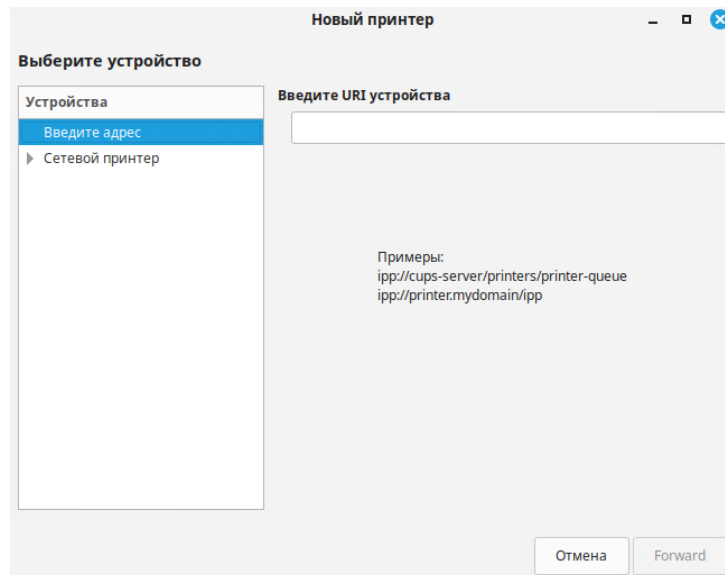 Новый принтер
Выберите устройство
Устройства
Введите адрес
Сетевой принтер
Введите URI устройства
Примеры:
ipp://cups-server/printers/printer-queue
ipp://printer.mydomain/ipp
Отмена
Forward